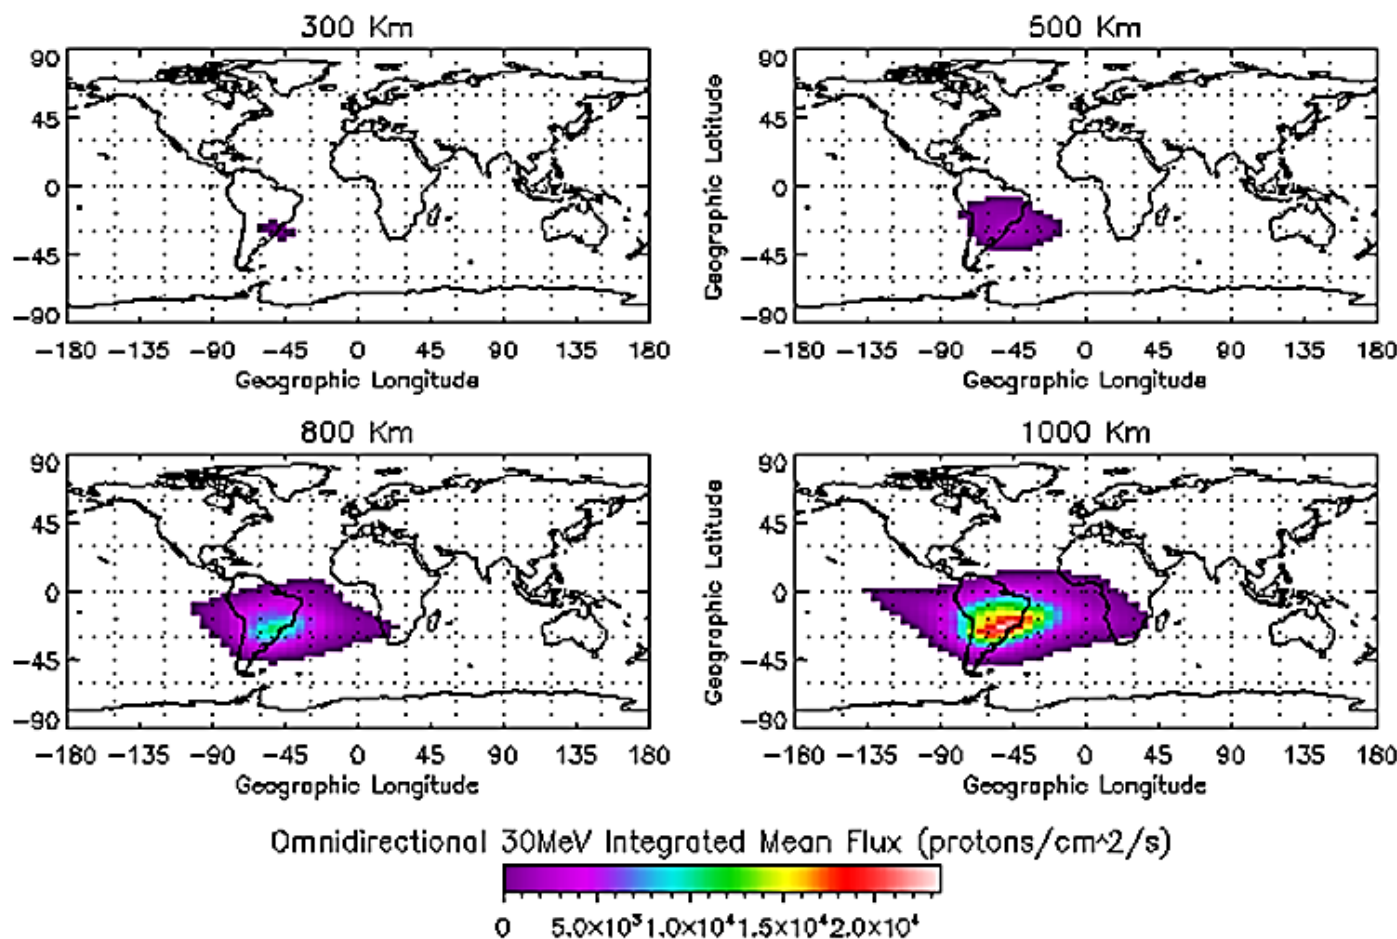 300 Km
500 Km
90
45
0
−45
−90
−180 −135 −90 −45 0 45 90 135 180
Geographic Longitude
Geographic Latitude
90
45
0
−45
−90
−180 −135 −90 −45 0 45 90 135 180
Geographic Longitude
800 Km
1000 Km
90
45
0
−45
−90
−180 −135 −90 −45 0 45 90 135 180
Geographic Longitude
Geographic Latitude
90
45
0
−45
−90
−180 −135 −90 −45 0 45 90 135 180
Geographic Longitude
Omnidirectional 30MeV Integrated Mean Flux (protons/cm^2/s)
0 5.0×10³ 1.0×10⁴ 1.5×10⁴ 2.0×10⁴